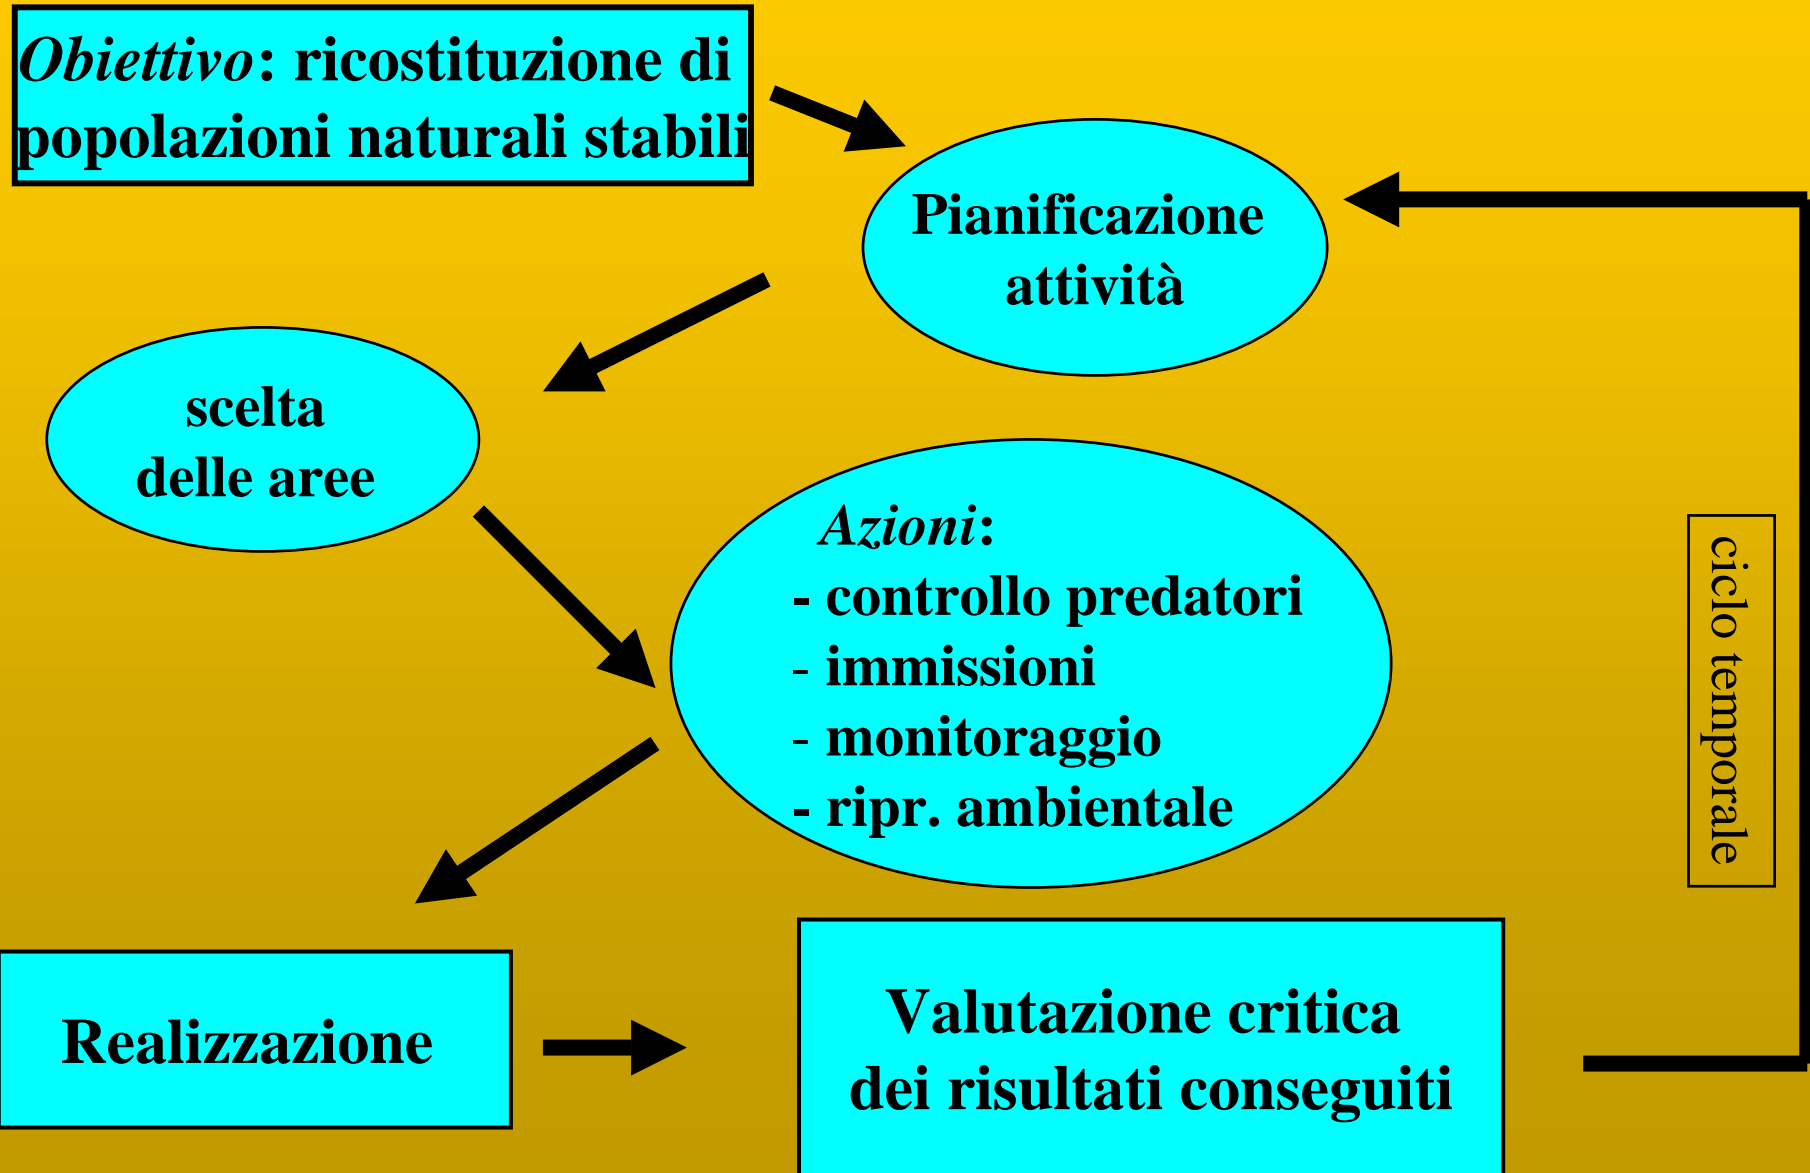 Obiettivo: ricostituzione di
popolazioni naturali stabili
Pianificazione
attività
scelta
delle aree
Azioni:
- controllo predatori
- immissioni
- monitoraggio
- ripr. ambientale
ciclo temporale
Realizzazione
Valutazione critica
dei risultati conseguiti